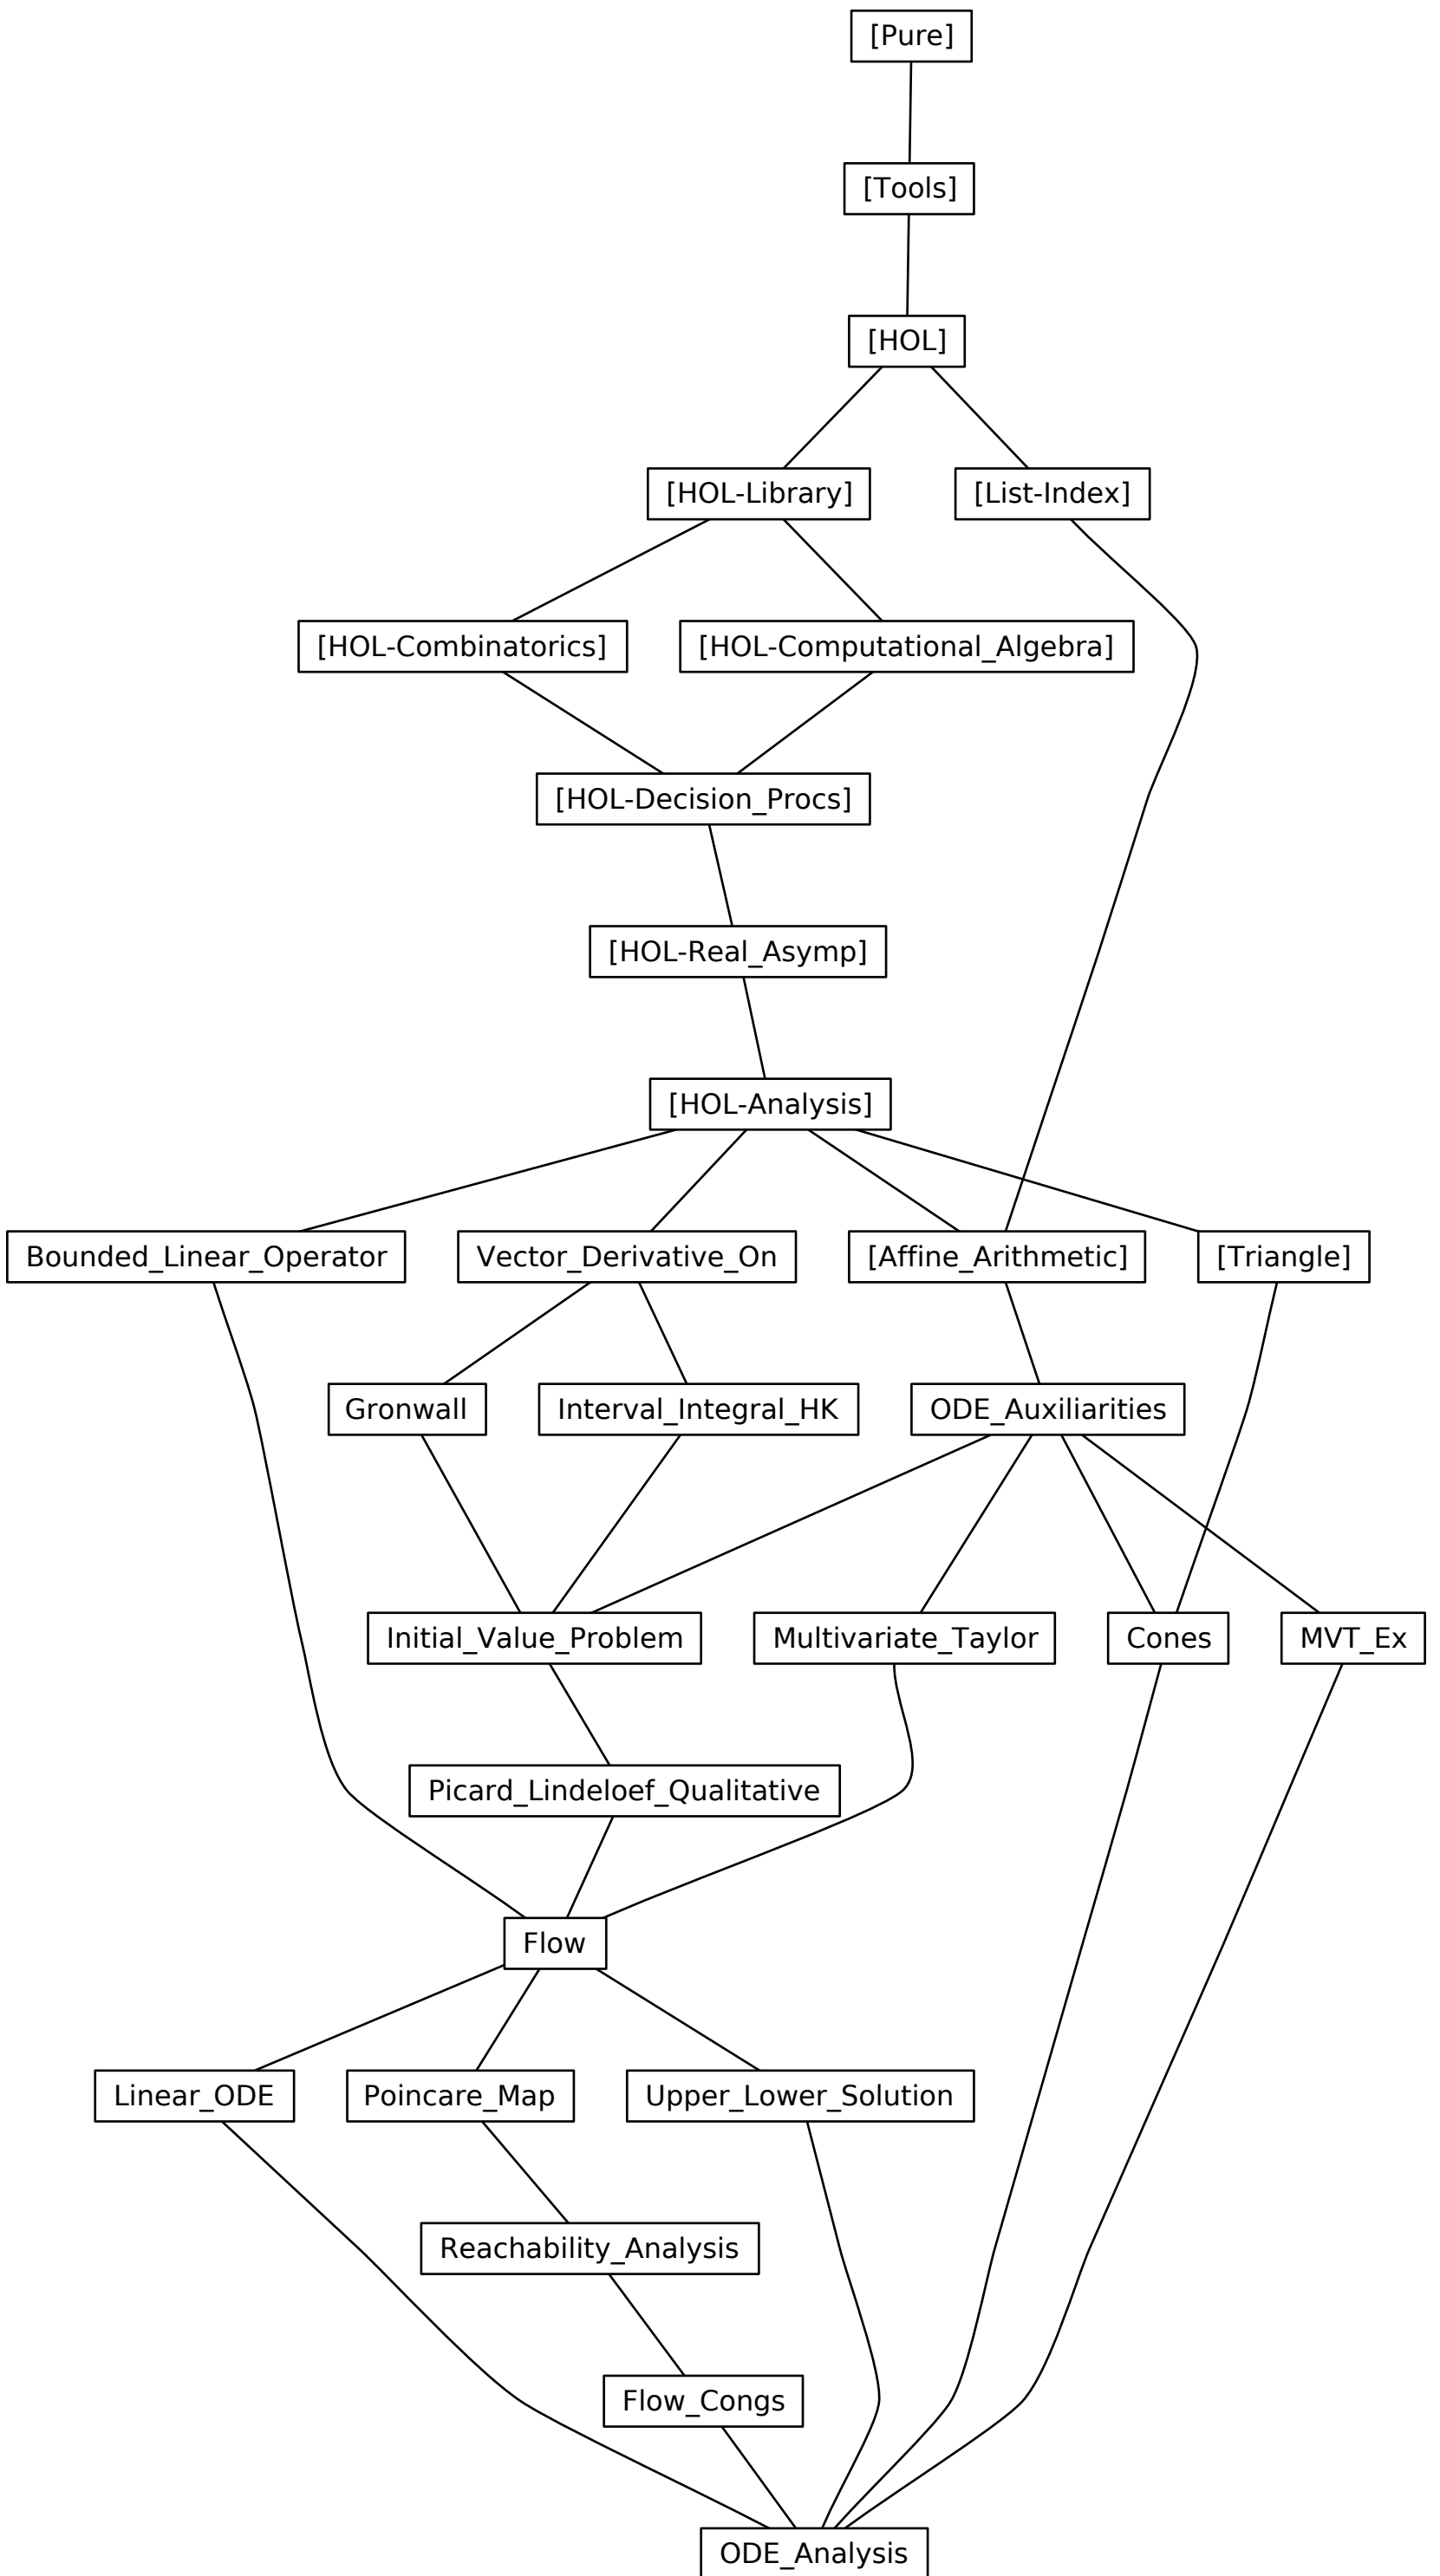 [Pure]
[Tools]
[HOL]
[HOL-Library]
[List-Index]
[HOL-Combinatorics]
[HOL-Computational_Algebra]
[HOL-Decision_Procs]
[HOL-Real_Asymp]
[HOL-Analysis]
Bounded_Linear_Operator
Vector_Derivative_On
[Affine_Arithmetic]
[Triangle]
Gronwall
Interval_Integral_HK
ODE_Auxiliarities
Initial_Value_Problem
Multivariate_Taylor
Cones
MVT_Ex
Picard_Lindeloef_Qualitative
Flow
Linear_ODE
Poincare_Map
Upper_Lower_Solution
Reachability_Analysis
Flow_Congs
ODE_Analysis